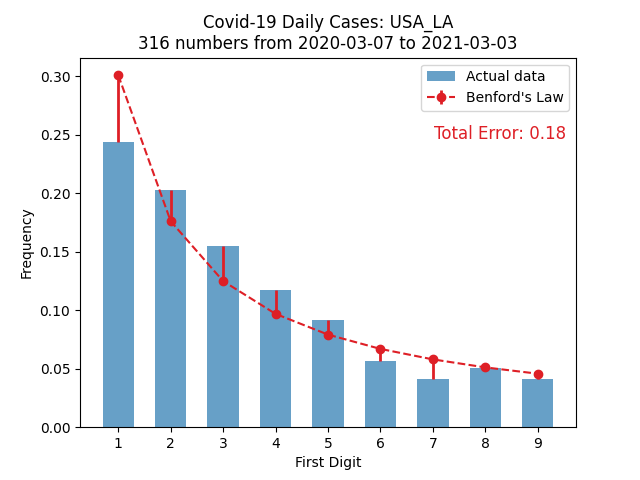 Covid-19 Daily Cases: USA_LA
316 numbers from 2020-03-07 to 2021-03-03
Actual data
Benford's Law
Total Error: 0.18
0.30
0.25
0.20
0.15
0.10
0.05
0.00
Frequency
1 2 3 4 5 6 7 8 9
First Digit